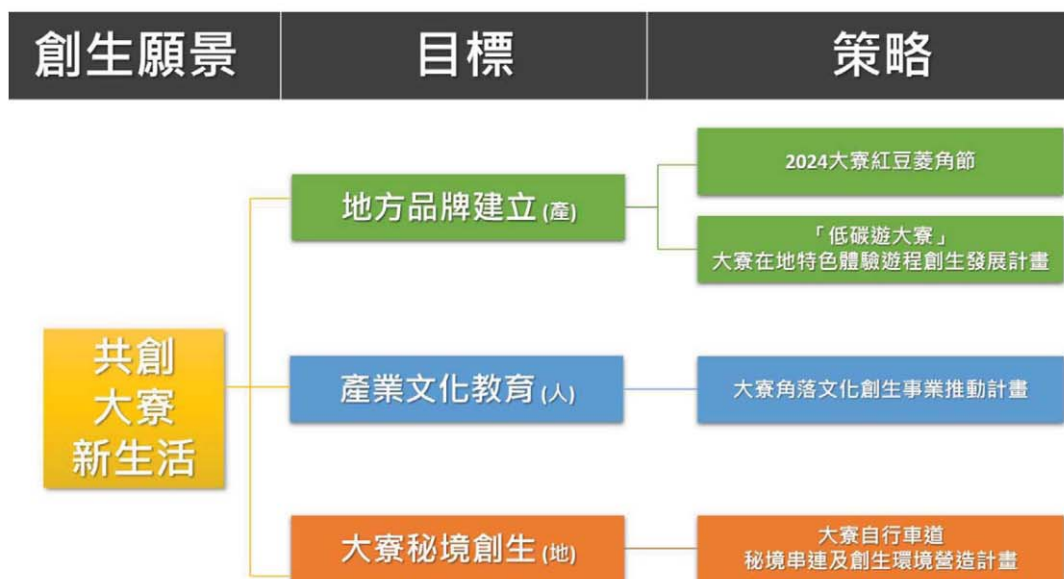 創生願景
目標
策略
共創
大寮
新生活
地方品牌建立(產)
2024大寮紅豆菱角節
「低碳遊大寮」
大寮在地特色體驗遊程創生發展計畫
產業文化教育(人)
大寮角落文化創生事業推動計畫
大寮秘境創生(地)
大寮自行車道
秘境串連及創生環境營造計畫